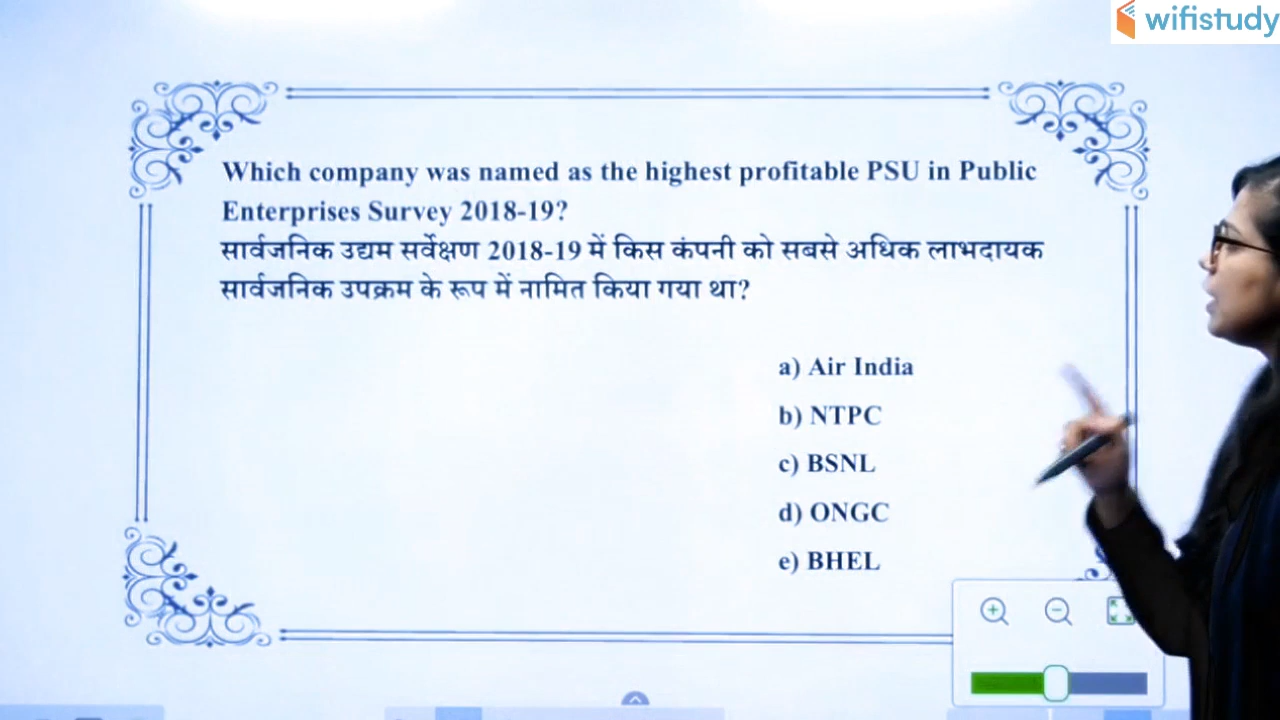 wifistudy
Which company was named as the highest profitable PSU in Public
Enterprises Survey 2018-19?
सार्वजनिक उद्यम सर्वेक्षण 2018-19 में किस कंपनी को सबसे अधिक लाभदायक
सार्वजनिक उपक्रम के रूप में नामित किया गया था?
a) Air India
b) NTPC
c) BSNL
d) ONGC
e) BHEL